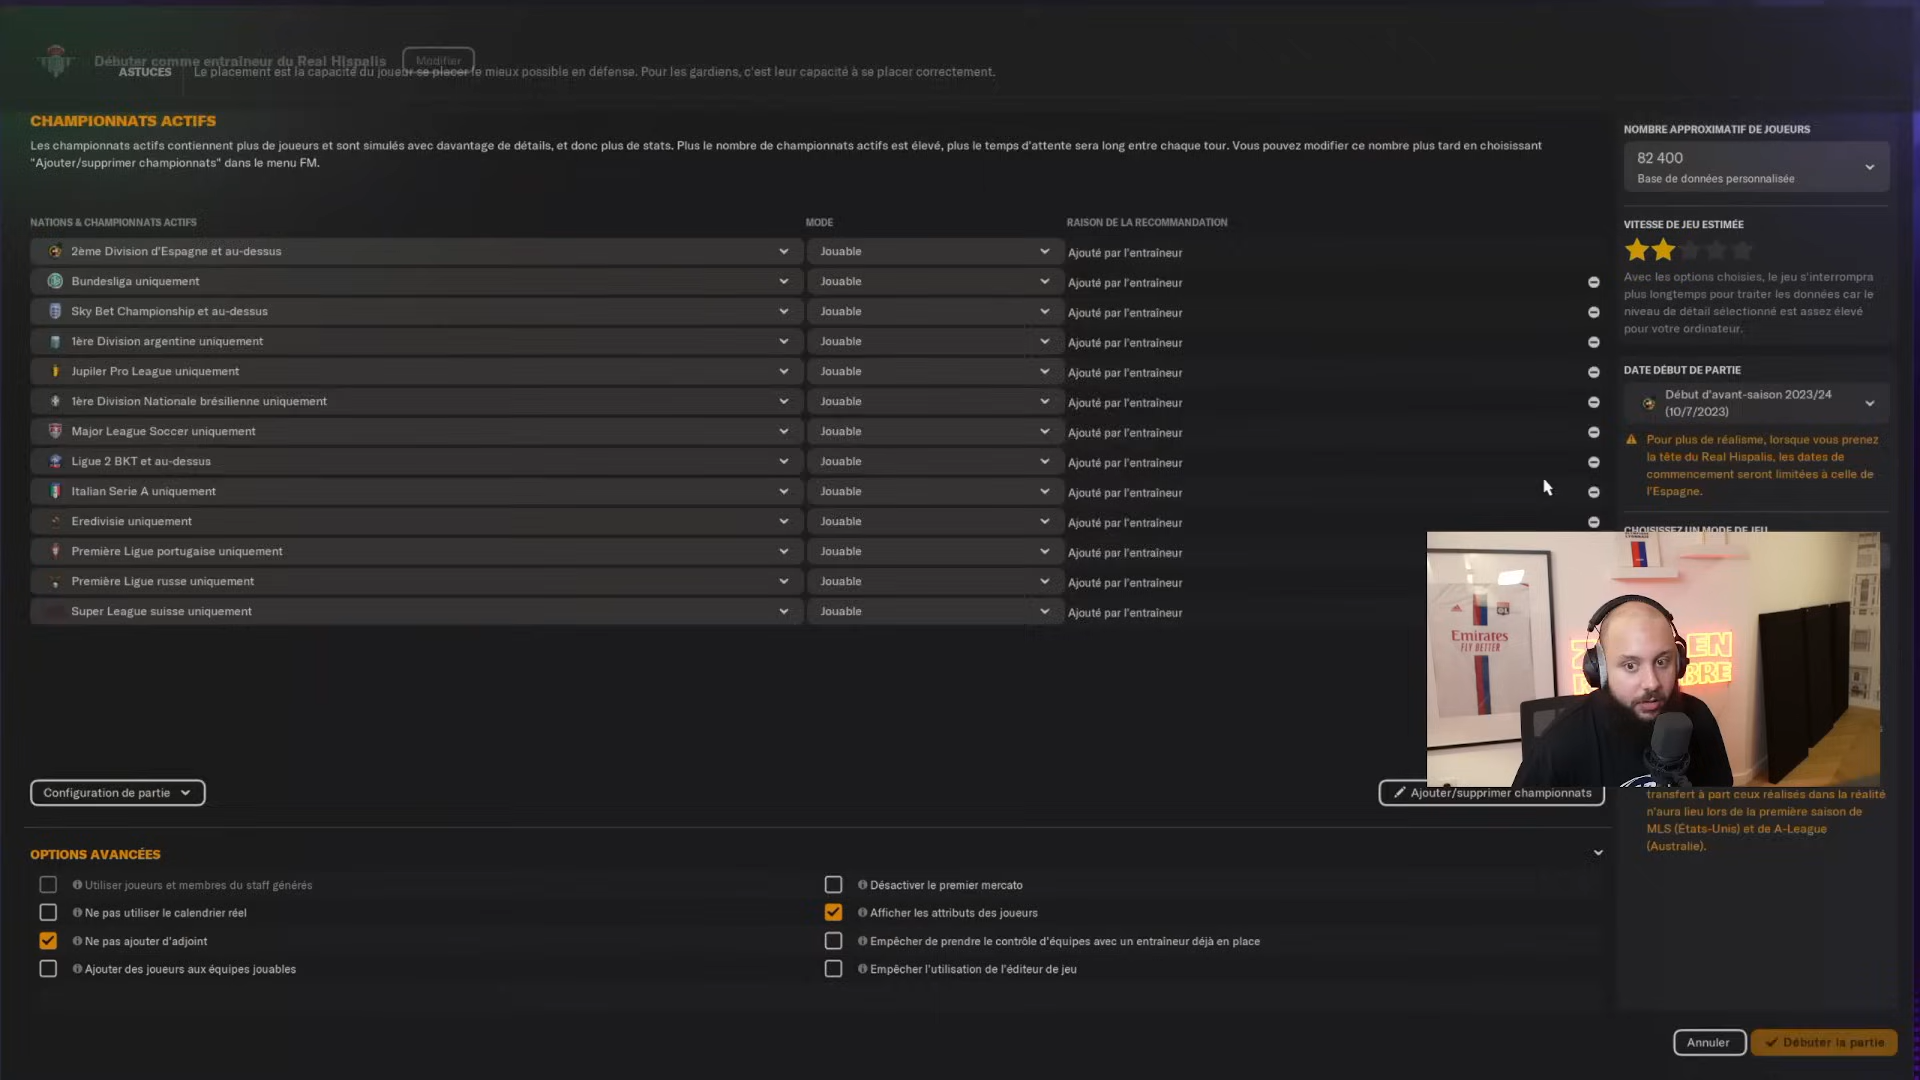 Débuter comme entraîneur du Real Hispalis
Modifier
ASTUCES
Le placement est la capacité du joueur se placer le mieux possible en défense. Pour les gardiens, c'est leur capacité à se placer correctement.
CHAMPIONNATS ACTIFS
Les championnats actifs contiennent plus de joueurs et sont simulés avec davantage de détails, et donc plus de stats. Plus le nombre de championnats actifs est élevé, plus le temps d'attente sera long entre chaque tour. Vous pouvez modifier ce nombre plus tard en choisissant
"Ajouter/supprimer championnats" dans le menu FM.
NATIONS & CHAMPIONNATS ACTIFS
MODE
RAISON DE LA RECOMMANDATION
2ème Division d'Espagne et au-dessus
Jouable
Ajouté par l'entraîneur
Bundesliga uniquement
Jouable
Ajouté par l'entraîneur
Sky Bet Championship et au-dessus
Jouable
Ajouté par l'entraîneur
1ère Division argentine uniquement
Jouable
Ajouté par l'entraîneur
Jupiler Pro League uniquement
Jouable
Ajouté par l'entraîneur
1ère Division Nationale brésilienne uniquement
Jouable
Ajouté par l'entraîneur
Major League Soccer uniquement
Jouable
Ajouté par l'entraîneur
Ligue 2 BKT et au-dessus
Jouable
Ajouté par l'entraîneur
Italian Serie A uniquement
Jouable
Ajouté par l'entraîneur
Eredivisie uniquement
Jouable
Ajouté par l'entraîneur
Première Ligue portugaise uniquement
Jouable
Ajouté par l'entraîneur
Première Ligue russe uniquement
Jouable
Ajouté par l'entraîneur
Super League suisse uniquement
Jouable
Ajouté par l'entraîneur
Configuration de partie
Ajouter/supprimer championnats
OPTIONS AVANCÉES
Utiliser joueurs et membres du staff générés
Ne pas utiliser le calendrier réel
Ne pas ajouter d'adjoint
Ajouter des joueurs aux équipes jouables
Désactiver le premier mercato
Afficher les attributs des joueurs
Empêcher de prendre le contrôle d'équipes avec un entraîneur déjà en place
Empêcher l'utilisation de l'éditeur de jeu
NOMBRE APPROXIMATIF DE JOUEURS
82 400
Base de données personnalisée
VITESSE DE JEU ESTIMÉE
Avec les options choisies, le jeu s'interrompra
plus longtemps pour traiter les données car le
niveau de détail sélectionné est assez élevé
pour votre ordinateur.
DATE DÉBUT DE PARTIE
Début d'avant-saison 2023/24
(10/7/2023)
Pour plus de réalisme, lorsque vous prenez
la tête du Real Hispalis, les dates de
commencement seront limitées à celle de
l'Espagne.
CHOISISSEZ UN MODE DE JEU
Emirates
FLY BETTER
OL
EN
BRE
transfert à part ceux réalisés dans la réalité
n'aura lieu lors de la première saison de
MLS (États-Unis) et de A-League
(Australie).
Annuler
Débuter la partie